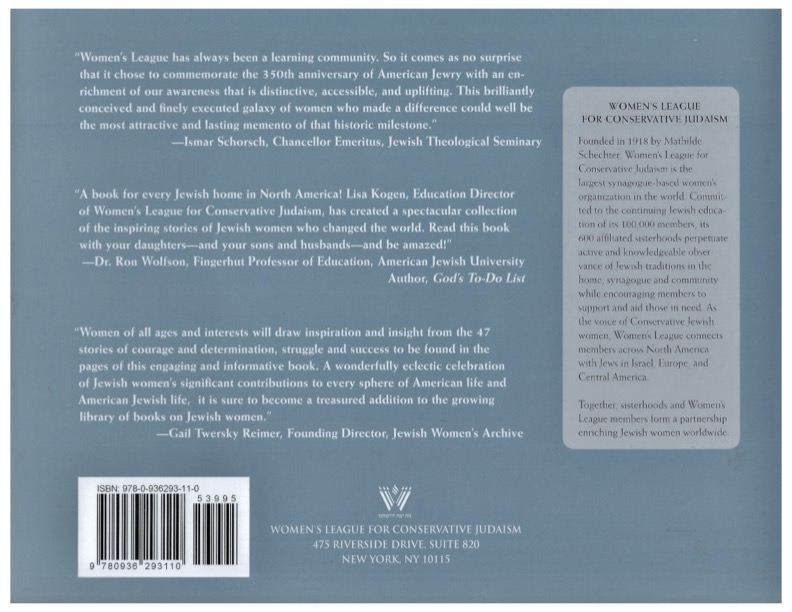 "Women's League has always been a learning community. So it comes as no surprise
that it chose to commemorate the 350th anniversary of American Jewry with an en-
richment of our awareness that is distinctive, accessible, and uplifting. This brilliantly
conceived and finely executed galaxy of women who made a difference could well be
the most attractive and lasting memento of that historic milestone."
—Ismar Schorsch, Chancellor Emeritus, Jewish Theological Seminary
"A book for every Jewish home in North America! Lisa Kogen, Education Director
of Women's League for Conservative Judaism, has created a spectacular collection
of the inspiring stories of Jewish women who changed the world. Read this book
with your daughters—and your sons and husbands—and be amazed!"
—Dr. Ron Wolfson, Fingerhut Professor of Education, American Jewish University
Author, God's To-Do List
"Women of all ages and interests will draw inspiration and insight from the 47
stories of courage and determination, struggle and success to be found in the
pages of this engaging and informative book. A wonderfully eclectic celebration
of Jewish women's significant contributions to every sphere of American life and
American Jewish life, it is sure to become a treasured addition to the growing
library of books on Jewish women."
—Gail Twersky Reimer, Founding Director, Jewish Women's Archive
WOMEN'S LEAGUE
FOR CONSERVATIVE JUDAISM
Founded in 1918 by Mathilde
Schechter, Women's League for
Conservative Judaism is the
largest synagogue-based women's
organization in the world. Commit
ted to the continuing Jewish educa-
tion of its 100,000 members, its
600 affiliated sisterhoods perpetuate
active and knowledgeable obser
vance of Jewish traditions in the
home, synagogue and community
while encouraging members to
support and aid those in need. As
the voice of Conservative Jewish
women, Women's League connects
members across North America
with Jews in Israel, Europe, and
Central America.
Together, sisterhoods and Women's
League members form a partnership
enriching Jewish women worldwide.
ISBN: 978-0-936293-11-0
53995
9 780936 293110
WOMEN'S LEAGUE FOR CONSERVATIVE JUDAISM
475 RIVERSIDE DRIVE, SUITE 820
NEW YORK, NY 10115